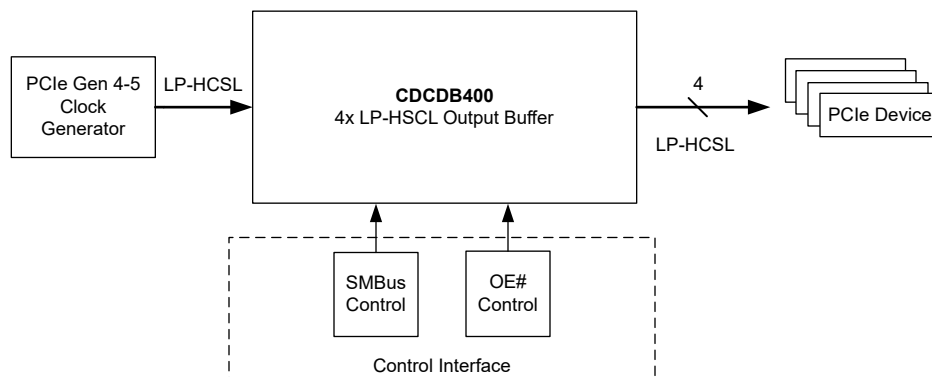 PCIe Gen 4-5
Clock
Generator
LP-HCSL
CDCDB400
4x LP-HSCL Output Buffer
4
LP-HCSL
PCIe Device
SMBus
Control
OE#
Control
Control Interface